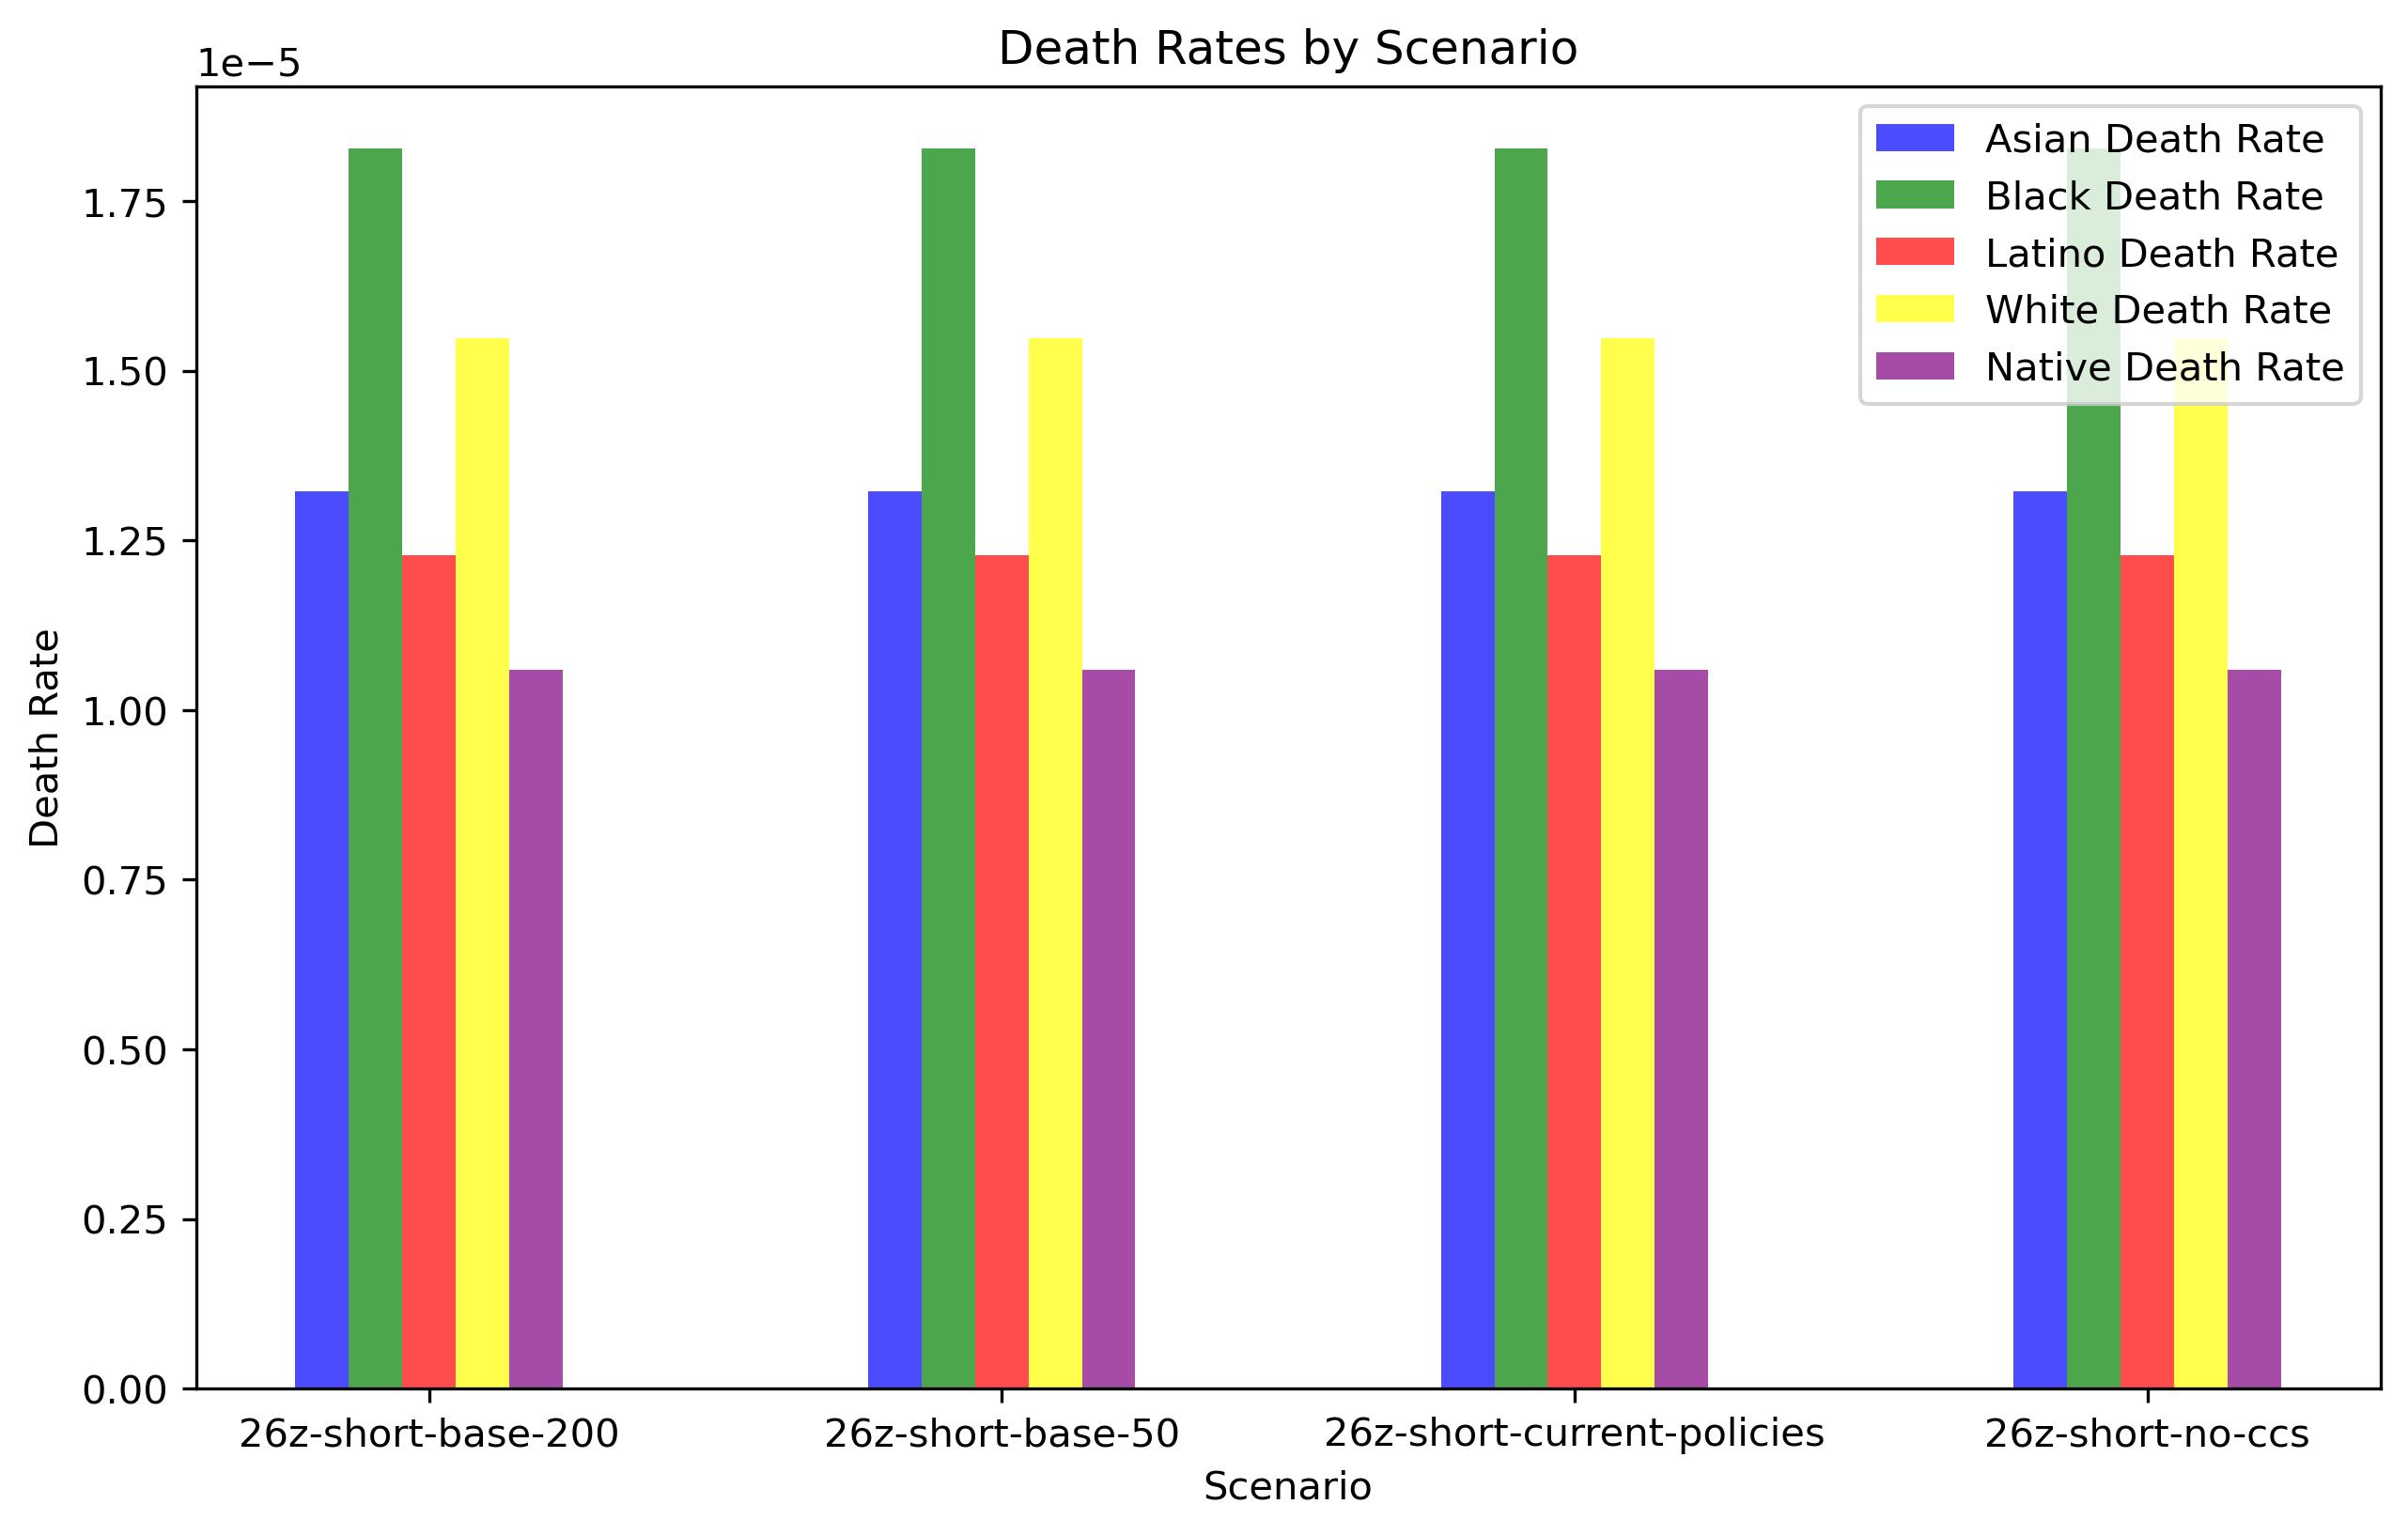 Death Rates by Scenario
1e−5
Asian Death Rate
Black Death Rate
Latino Death Rate
White Death Rate
Native Death Rate
1.75
1.50
1.25
1.00
0.75
0.50
0.25
0.00
Death Rate
26z-short-base-200 26z-short-base-50 26z-short-current-policies 26z-short-no-ccs
Scenario